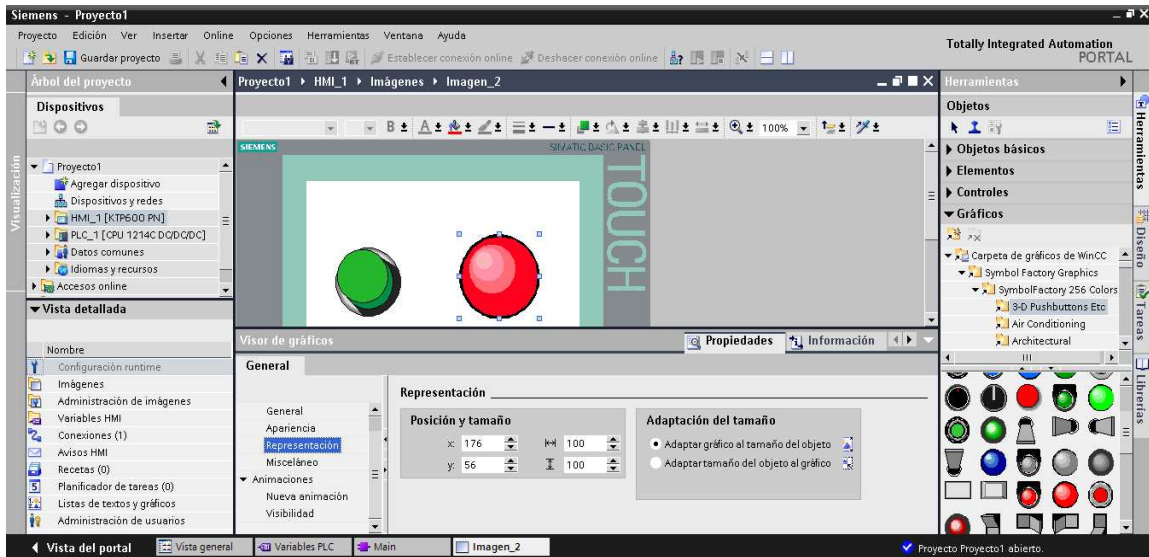 Siemens - Proyecto1
Proyecto Edición Ver Insertar Online Opciones Herramientas Ventana Ayuda
Totally Integrated Automation
PORTAL
Guardar proyecto Establecer conexión online Deshacer conexión online
Árbol del proyecto
Proyecto1 HMI_1 Imágenes Imagen_2
Herramientas
Dispositivos
Objetos
B 100%
Visualización
SIEMENS SIMATIC BASIC PANEL
TOUCH
Proyecto1
Agregar dispositivo
Dispositivos y redes
HMI_1 [KTP600 PN]
PLC_1 [CPU 1214C DC/DC/DC]
Datos comunes
Idiomas y recursos
Accesos online
Objetos básicos
Elementos
Controles
Gráficos
Carpeta de gráficos de WinCC
Symbol Factory Graphics
SymbolFactory 256 Colors
3-D Pushbuttons Etc
Air Conditioning
Architectural
Herramientas
Diseño
Tareas
Librerías
Vista detallada
Nombre
Configuración runtime
Imágenes
Administración de imágenes
Variables HMI
Conexiones (1)
Avisos HMI
Recetas (0)
Planificador de tareas (0)
Listas de textos y gráficos
Administración de usuarios
Visor de gráficos
Propiedades Información
General
General
Apariencia
Representación
Misceláneo
Animaciones
Nueva animación
Visibilidad
Representación
Posición y tamaño
x: 176 100
y: 56 100
Adaptación del tamaño
Adaptar gráfico al tamaño del objeto
Adaptar tamaño del objeto al gráfico
Vista del portal Vista general Variables PLC Main Imagen_2
Proyecto Proyecto1 abierto.